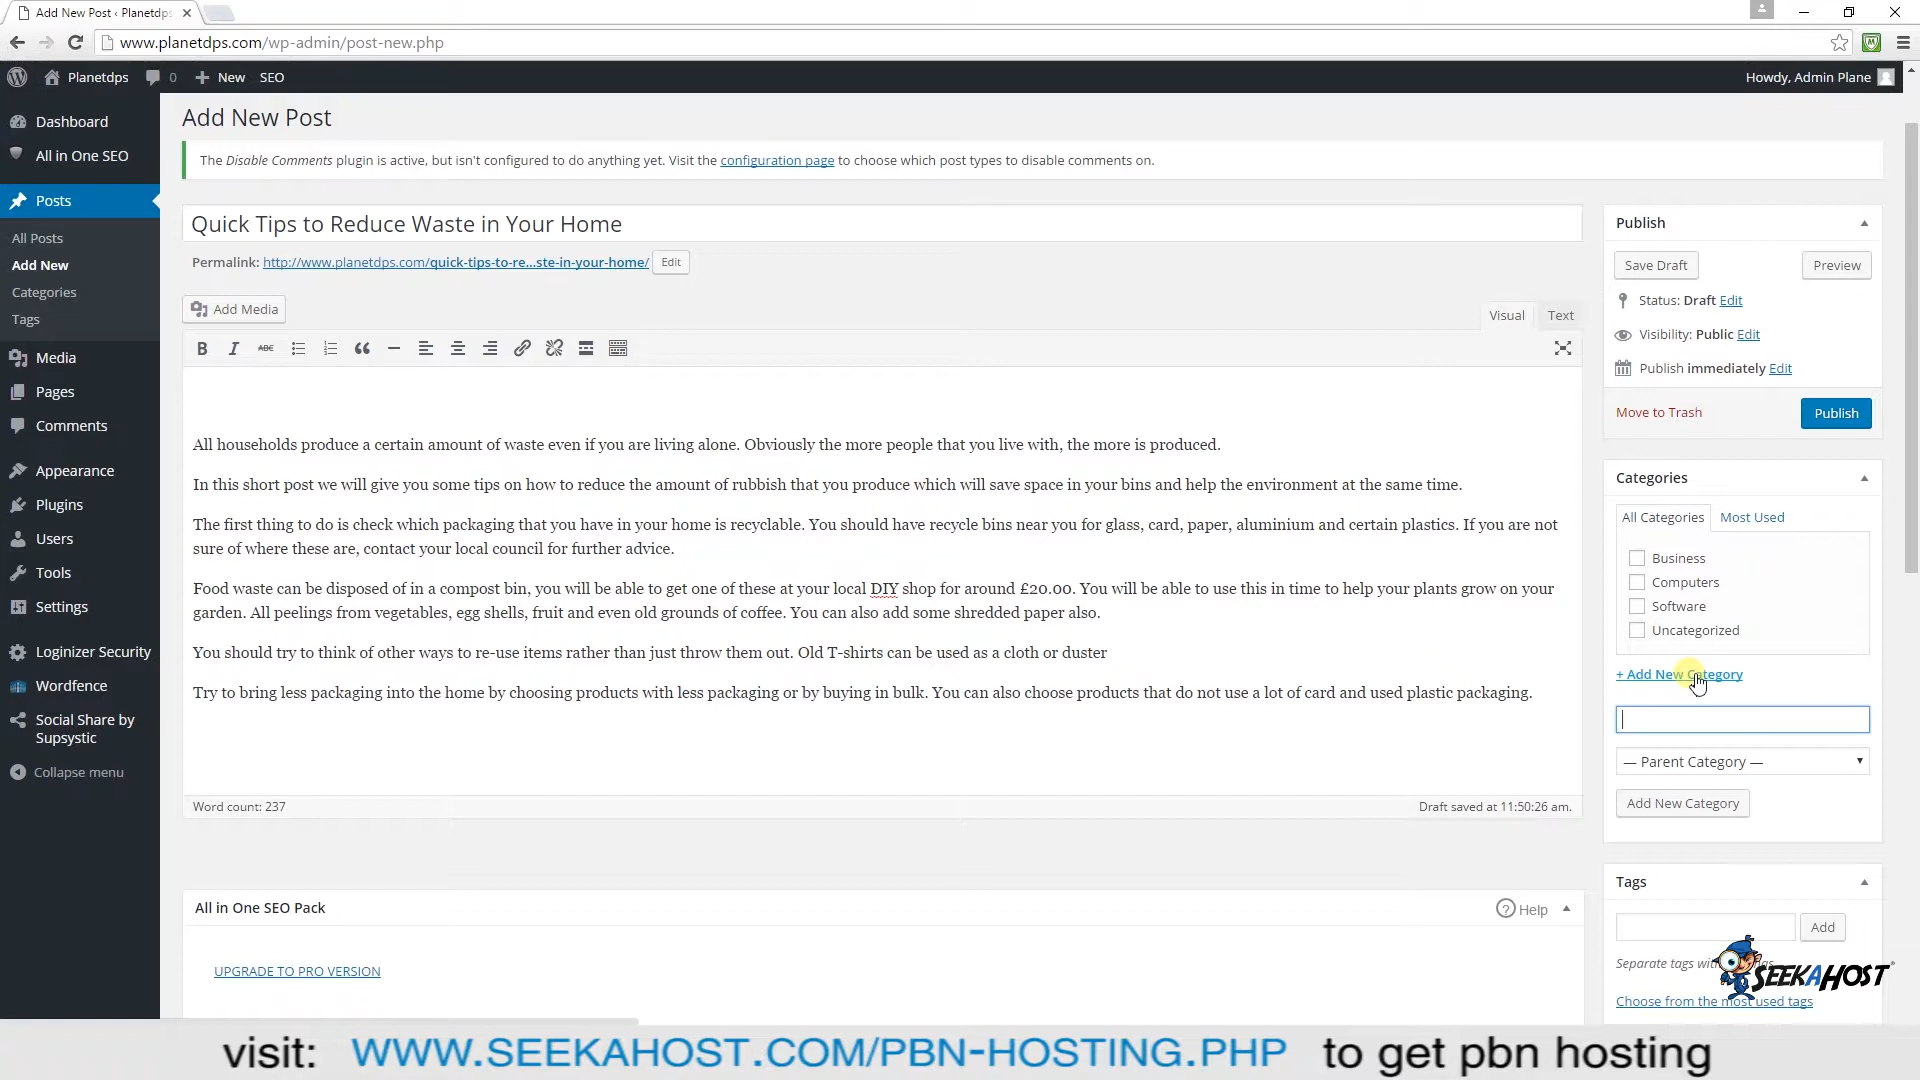 Add New Post ‹ Planetdps
www.planetdps.com/wp-admin/post-new.php
Planetdps
0
New
SEO
Howdy, Admin Plane
Dashboard
All in One SEO
Posts
All Posts
Add New
Categories
Tags
Media
Pages
Comments
Appearance
Plugins
Users
Tools
Settings
Loginizer Security
Wordfence
Social Share by
Supsystic
Collapse menu
Add New Post
The Disable Comments plugin is active, but isn't configured to do anything yet. Visit the configuration page to choose which post types to disable comments on.
Quick Tips to Reduce Waste in Your Home
Permalink: http://www.planetdps.com/quick-tips-to-re...ste-in-your-home/ Edit
Add Media
Visual
Text
B I ABC
All households produce a certain amount of waste even if you are living alone. Obviously the more people that you live with, the more is produced.
In this short post we will give you some tips on how to reduce the amount of rubbish that you produce which will save space in your bins and help the environment at the same time.
The first thing to do is check which packaging that you have in your home is recyclable. You should have recycle bins near you for glass, card, paper, aluminium and certain plastics. If you are not
sure of where these are, contact your local council for further advice.
Food waste can be disposed of in a compost bin, you will be able to get one of these at your local DIY shop for around £20.00. You will be able to use this in time to help your plants grow on your
garden. All peelings from vegetables, egg shells, fruit and even old grounds of coffee. You can also add some shredded paper also.
You should try to think of other ways to re-use items rather than just throw them out. Old T-shirts can be used as a cloth or duster
Try to bring less packaging into the home by choosing products with less packaging or by buying in bulk. You can also choose products that do not use a lot of card and used plastic packaging.
Word count: 237
Draft saved at 11:50:26 am.
All in One SEO Pack
Help
UPGRADE TO PRO VERSION
Publish
Save Draft
Preview
Status: Draft Edit
Visibility: Public Edit
Publish immediately Edit
Move to Trash
Publish
Categories
All Categories
Most Used
Business
Computers
Software
Uncategorized
+ Add New Category
— Parent Category —
Add New Category
Tags
Add
Separate tags with
Choose from the most used tags
SEEKAHOST
visit: WWW.SEEKAHOST.COM/PBN-HOSTING.PHP to get pbn hosting